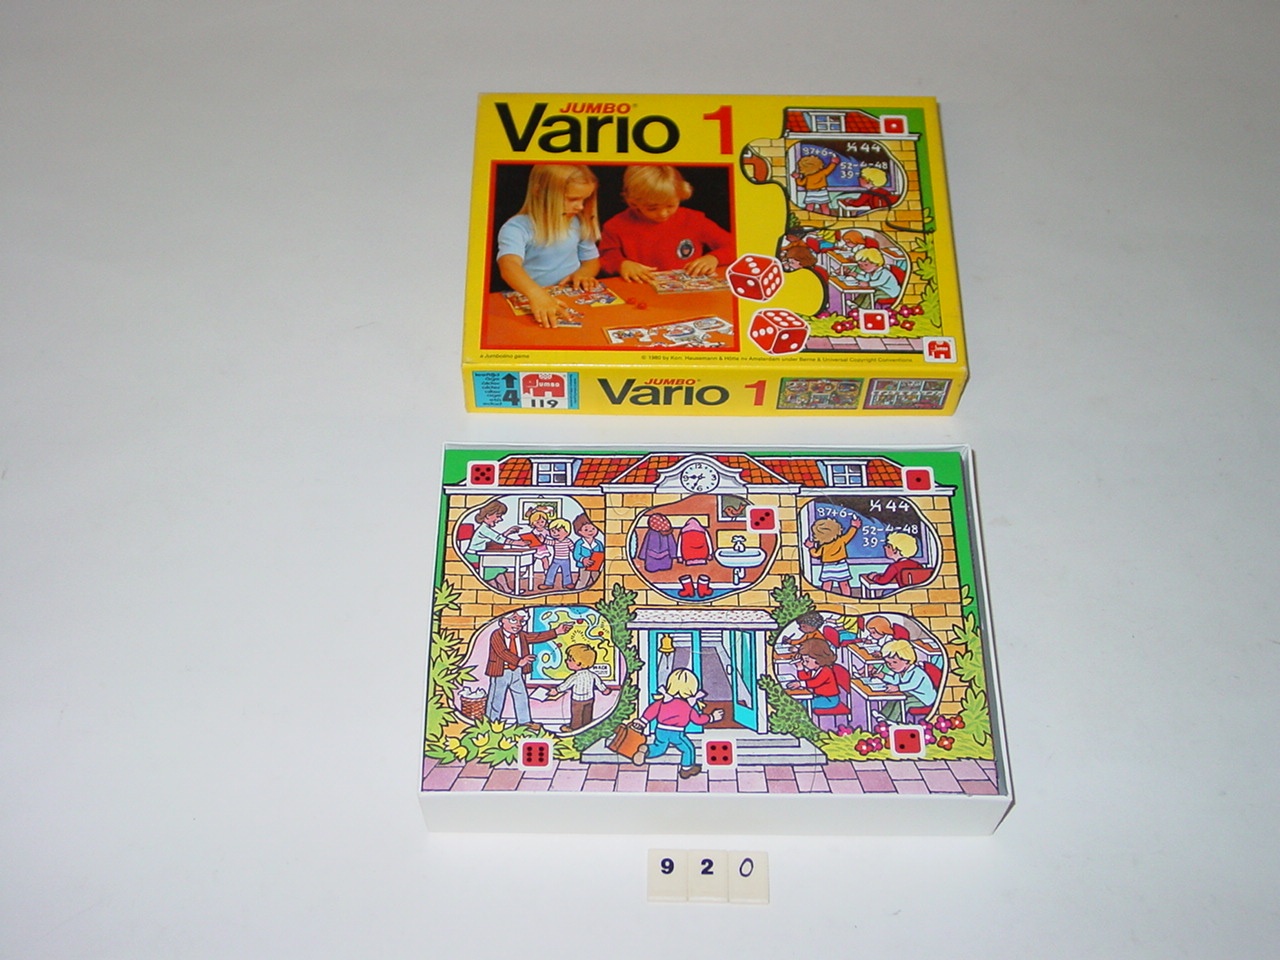 JUMBO®
Vario 1
87+6-
¼ 44
52-4-48
39-
a Jumbolino game
© 1980 by Kon. Hausemann & Hötte nv Amsterdam under Berne & Universal Copyright Conventions
4
Jumbo
119
JUMBO®
Vario 1
12
87+6-
¼ 44
52-4-48
39-
9 2 0